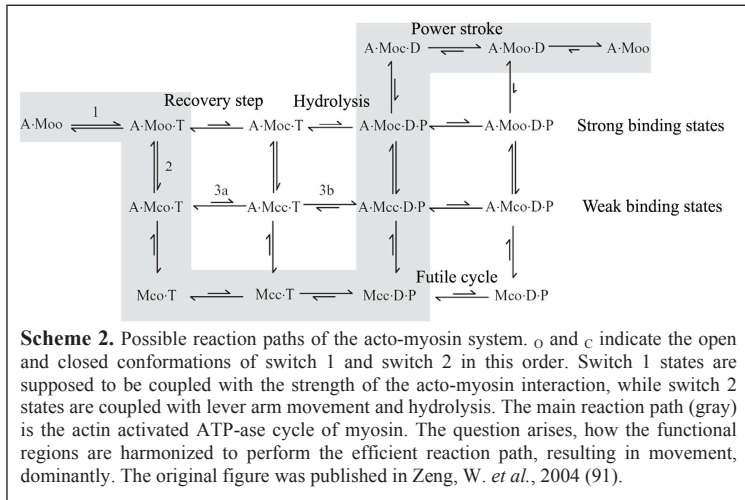 Power stroke
A·Moc·D A·Moo·D A·Moo
Recovery step Hydrolysis
1
A·Moo A·Moo·T A·Moc·T A·Moc·D·P A·Moo·D·P Strong binding states
2
3a 3b
A·Mco·T A·Mcc·T A·Mcc·D·P A·Mco·D·P Weak binding states
Futile cycle
Mco·T Mcc·T Mcc·D·P Mco·D·P
Scheme 2. Possible reaction paths of the acto-myosin system. O and C indicate the open
and closed conformations of switch 1 and switch 2 in this order. Switch 1 states are
supposed to be coupled with the strength of the acto-myosin interaction, while switch 2
states are coupled with lever arm movement and hydrolysis. The main reaction path (gray)
is the actin activated ATP-ase cycle of myosin. The question arises, how the functional
regions are harmonized to perform the efficient reaction path, resulting in movement,
dominantly. The original figure was published in Zeng, W. et al., 2004 (91).